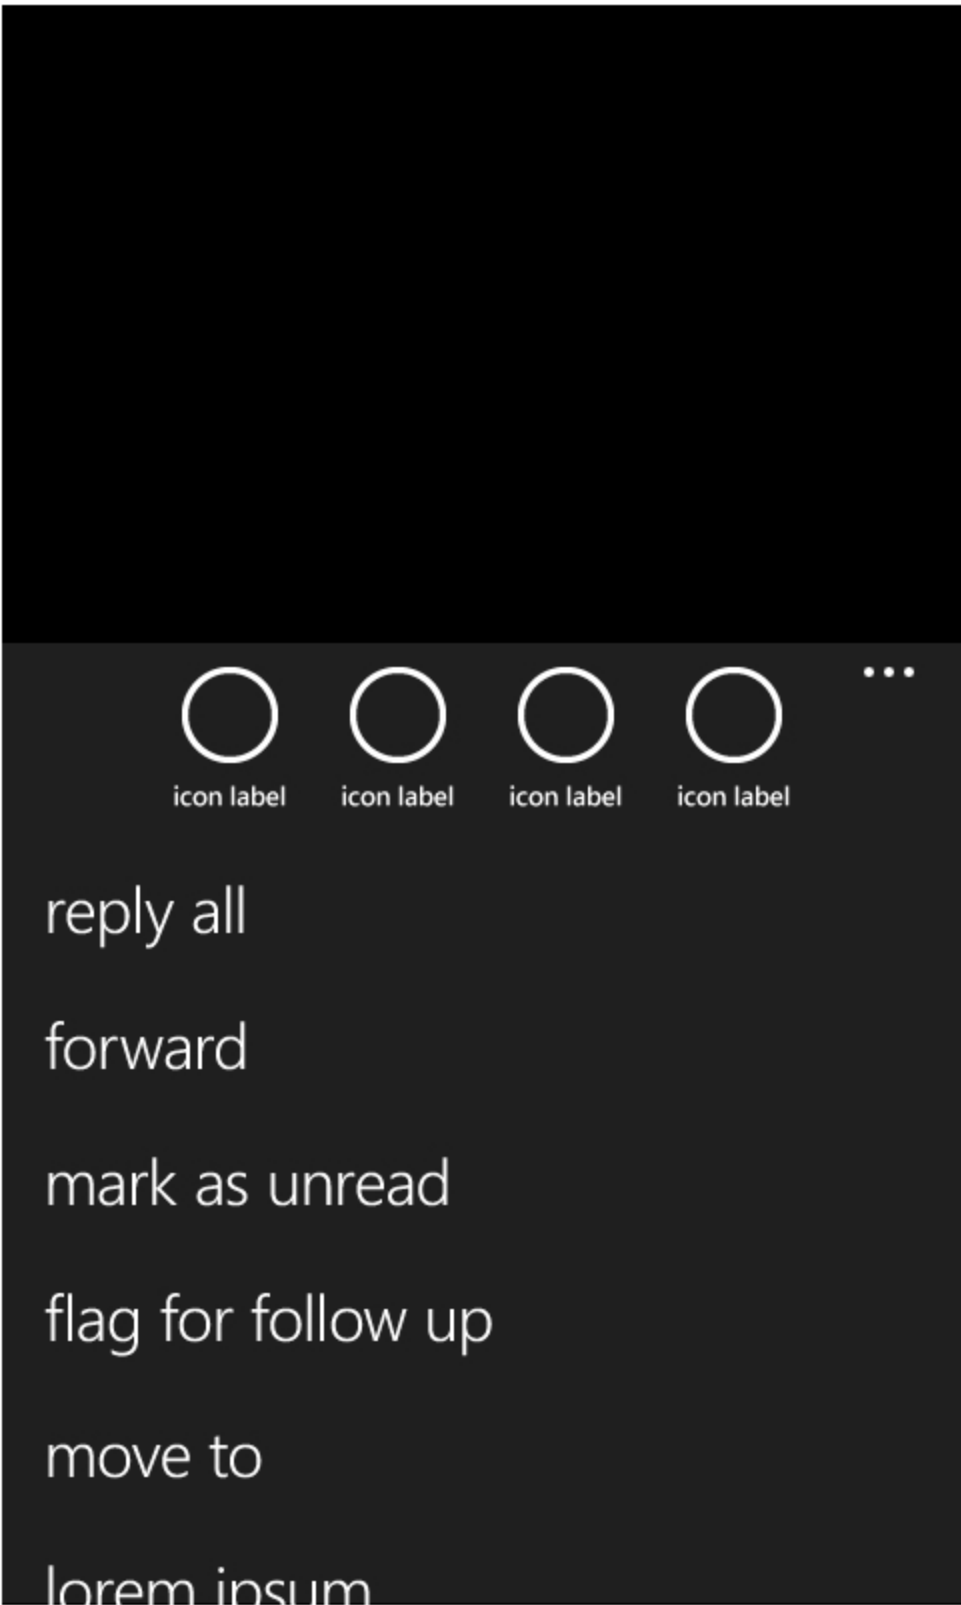 icon label icon label icon label icon label
reply all
forward
mark as unread
flag for follow up
move to
lorem ipsum